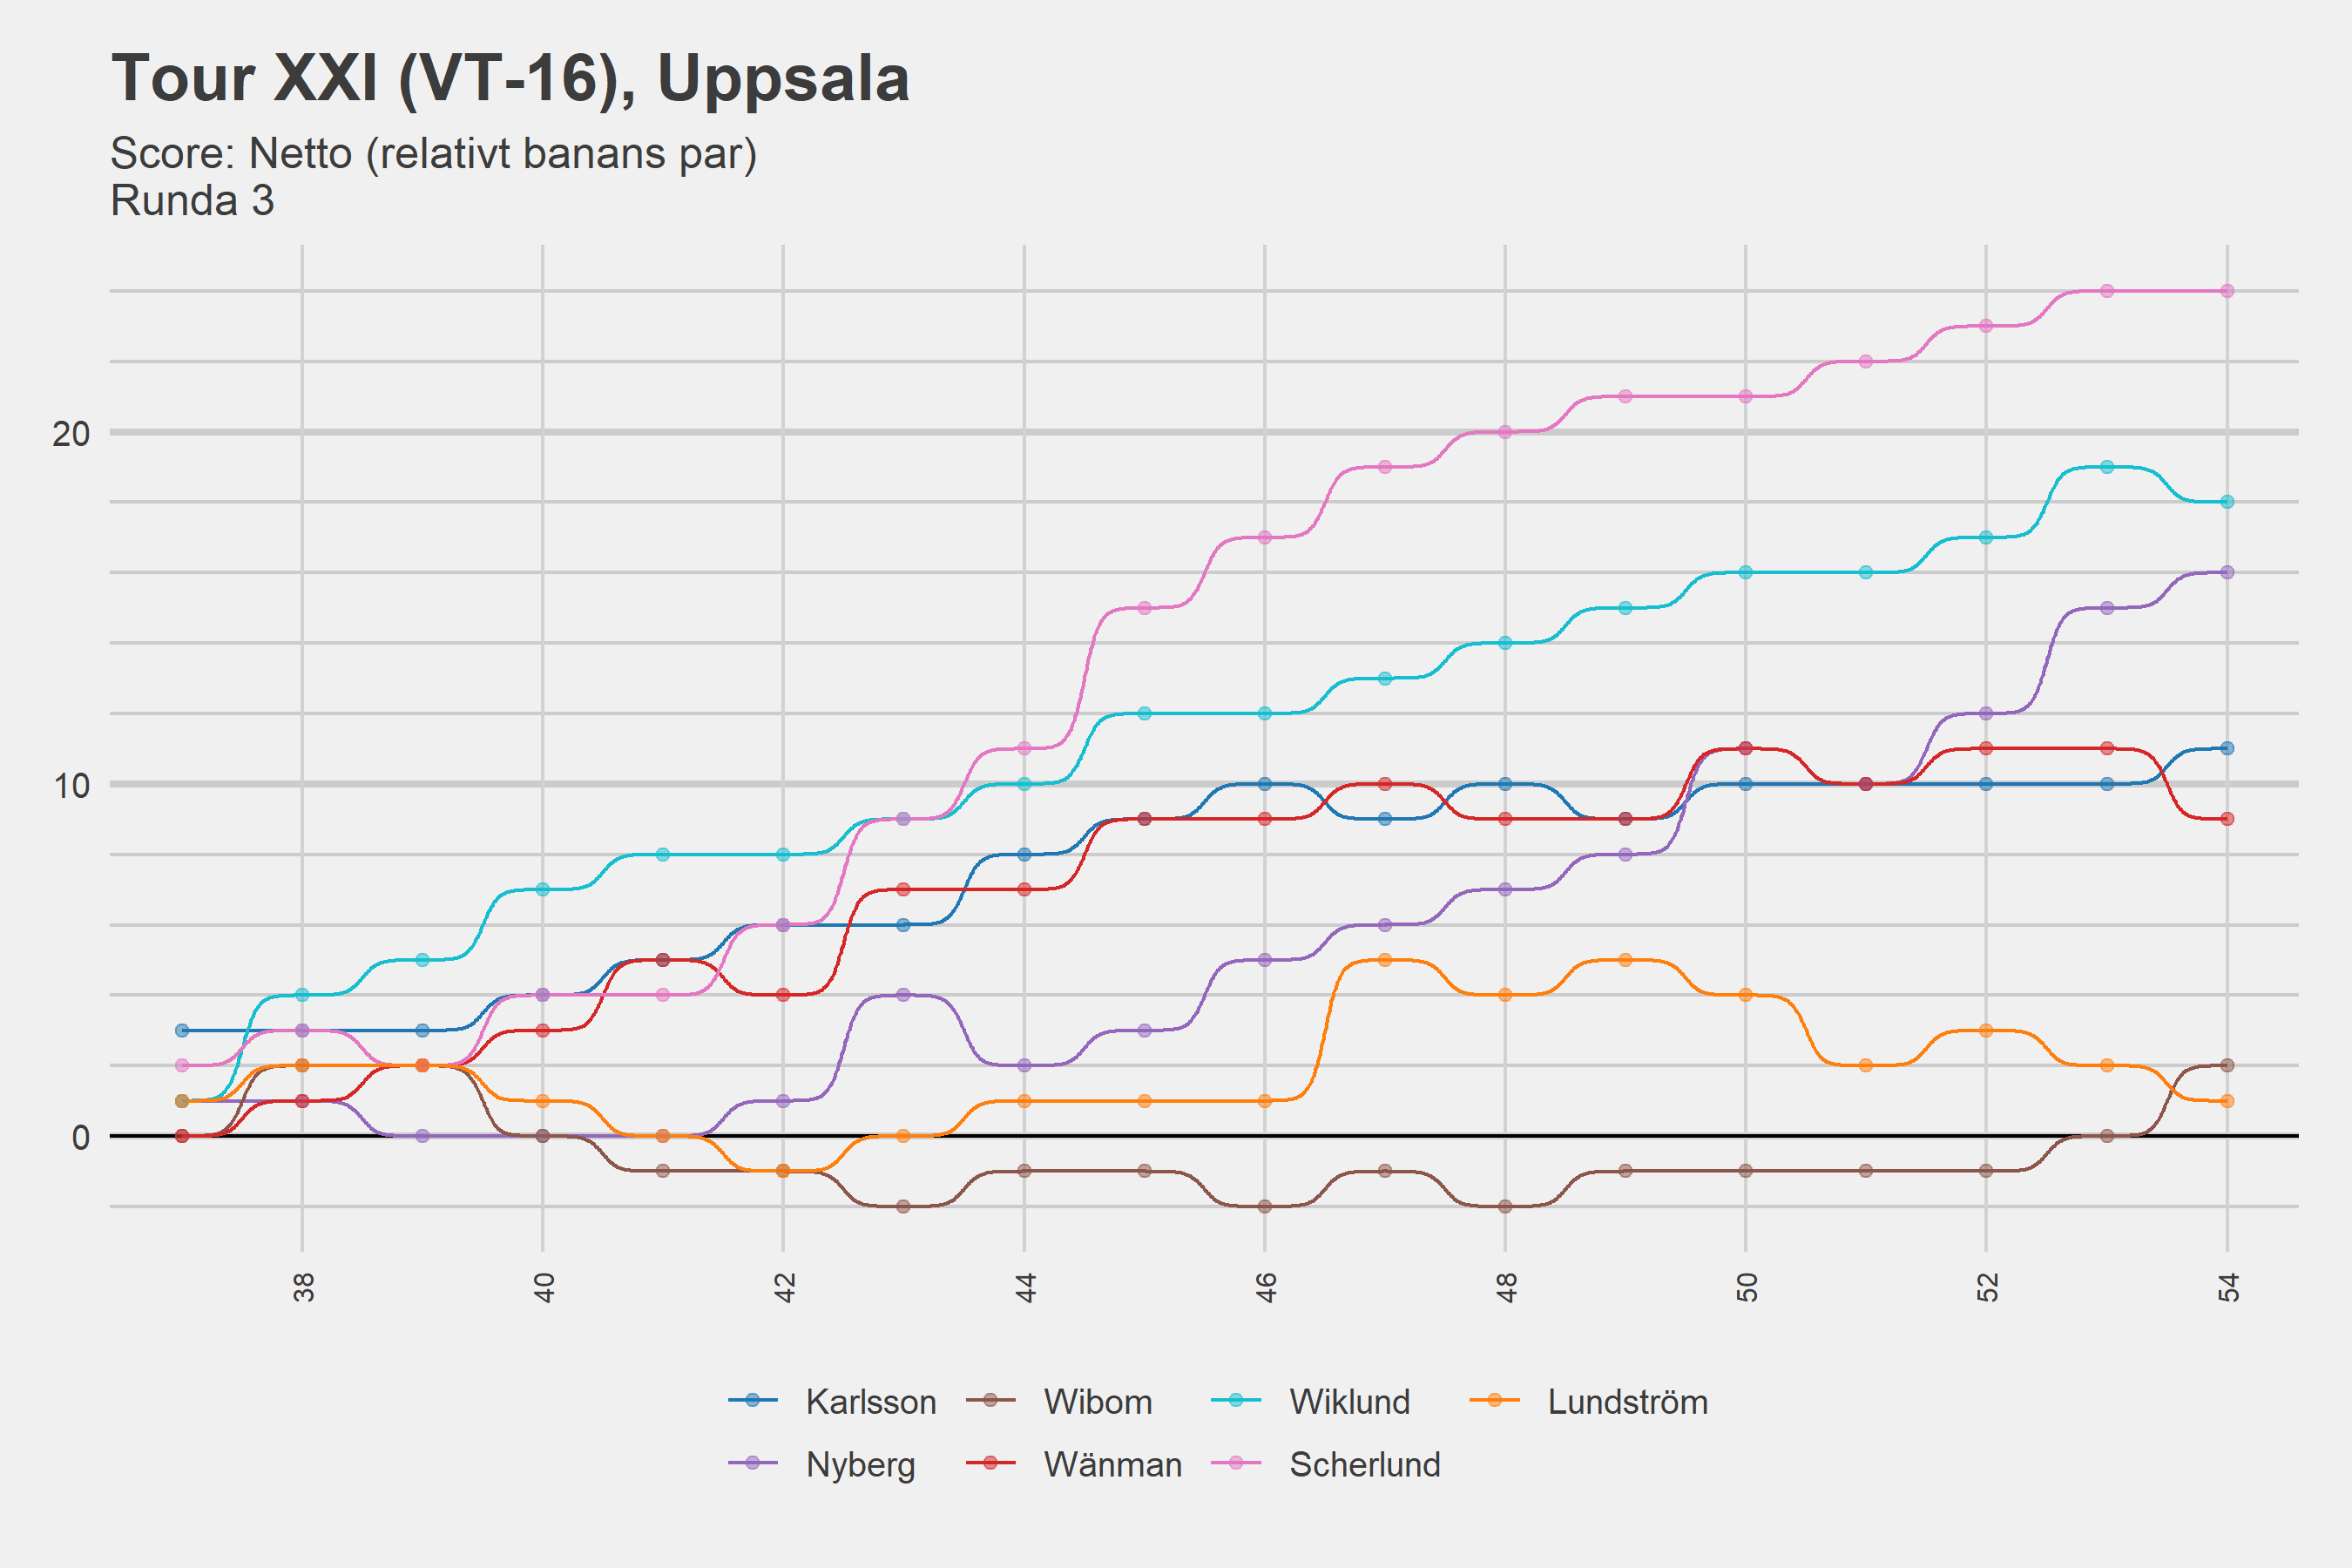 Tour XXI (VT-16), Uppsala
Score: Netto (relativt banans par)
Runda 3
20
10
0
38 40 42 44 46 48 50 52 54
Karlsson Wibom Wiklund Lundström
Nyberg Wänman Scherlund